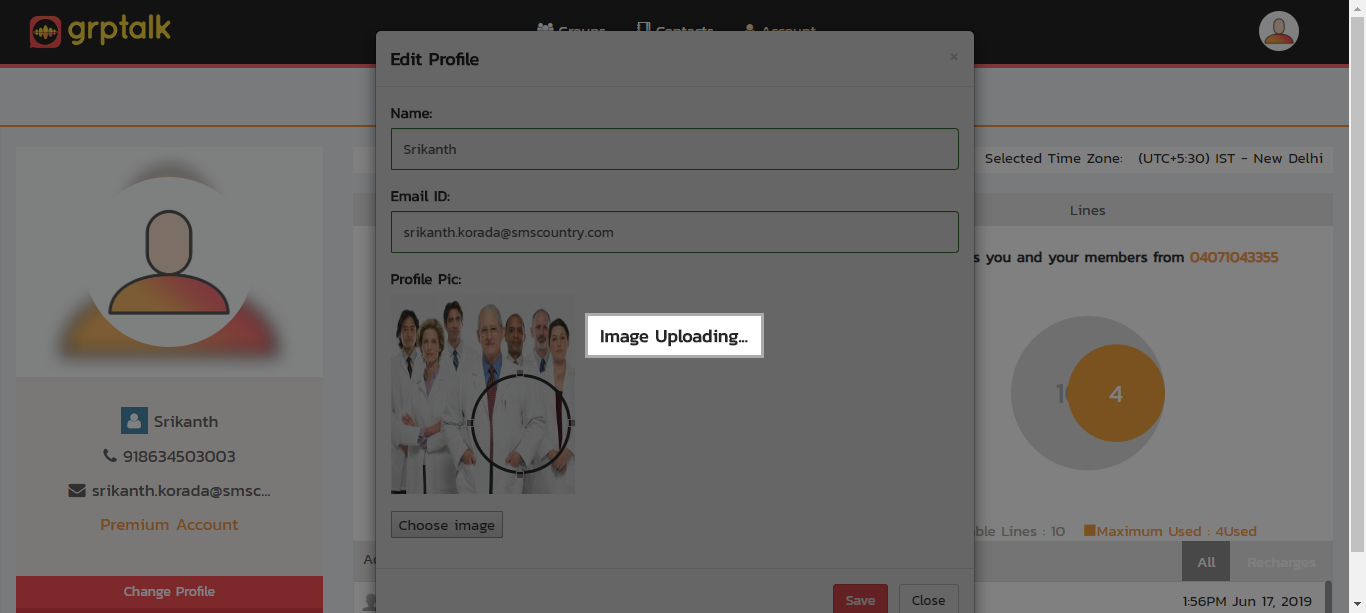 grptalk
Groups
Contacts
Account
Edit Profile
×
Name:
Srikanth
Email ID:
srikanth.korada@smscountry.com
Profile Pic:
Image Uploading...
Choose image
Save
Close
Srikanth
918634503003
srikanth.korada@smsc...
Premium Account
Change Profile
Selected Time Zone: (UTC+5:30) IST - New Delhi
Lines
s you and your members from 04071043355
4
ble Lines : 10
Maximum Used : 4Used
All
Recharges
1:56PM Jun 17, 2019